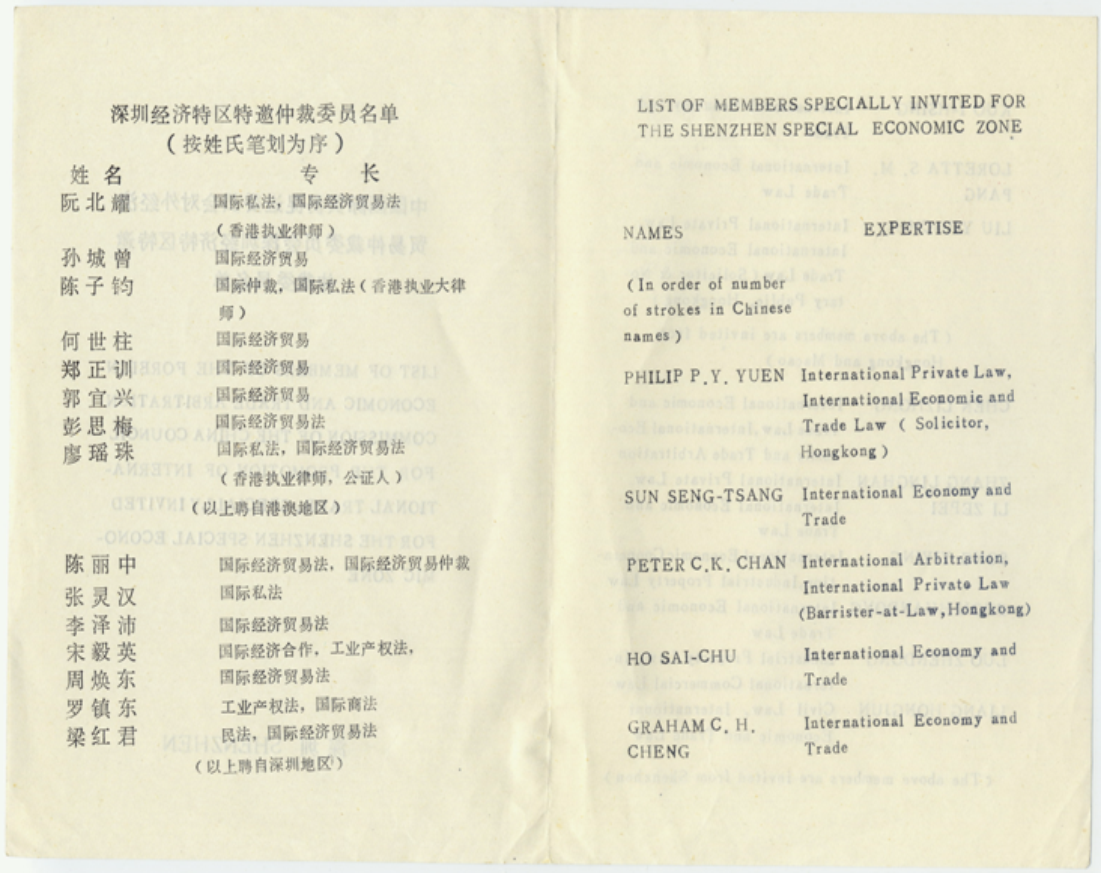 深圳经济特区特邀仲裁委员名单
（按姓氏笔划为序）
姓名 专 长
阮北耀 国际私法，国际经济贸易法
（香港执业律师）
孙城曾 国际经济贸易
陈子钧 国际仲裁，国际私法（香港执业大律
师）
何世柱 国际经济贸易
郑正训 国际经济贸易
郭宜兴 国际经济贸易
彭思梅 国际经济贸易法
廖瑶珠 国际私法，国际经济贸易法
（香港执业律师，公证人）
（以上聘自港澳地区）
陈丽中 国际经济贸易法，国际经济贸易仲裁
张灵汉 国际私法
李泽沛 国际经济贸易法
宋毅英 国际经济合作，工业产权法，
周焕东 国际经济贸易法
罗镇东 工业产权法，国际商法
梁红君 民法，国际经济贸易法
（以上聘自深圳地区）
LIST OF MEMBERS SPECIALLY INVITED FOR
THE SHENZHEN SPECIAL ECONOMIC ZONE
NAMES EXPERTISE
(In order of number
of strokes in Chinese
names)
PHILIP P.Y. YUEN International Private Law,
International Economic and
Trade Law ( Solicitor,
Hongkong)
SUN SENG-TSANG International Economy and
Trade
PETER C.K. CHAN International Arbitration,
International Private Law
(Barrister-at-Law, Hongkong)
HO SAI-CHU International Economy and
Trade
GRAHAM C. H. International Economy and
CHENG Trade